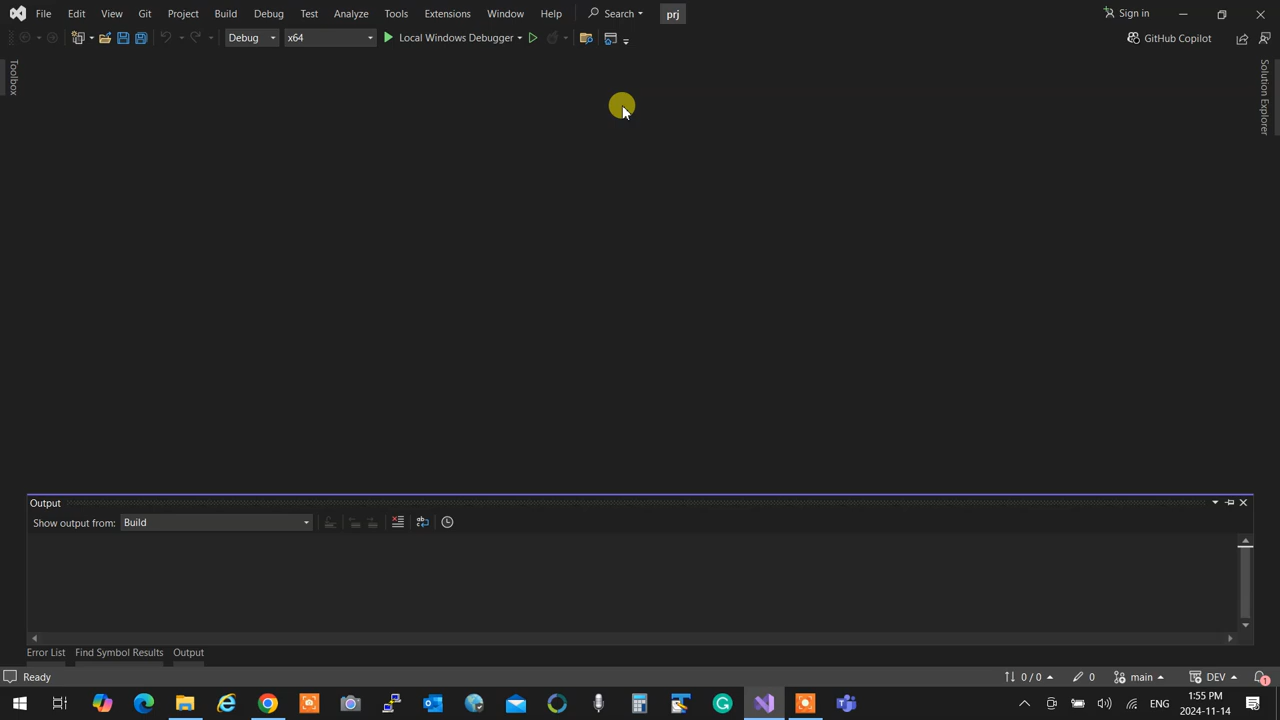 File Edit View Git Project Build Debug Test Analyze Tools Extensions Window Help Search prj Sign in
Debug x64 Local Windows Debugger GitHub Copilot
Toolbox
Solution Explorer
Output
Show output from: Build
Error List Find Symbol Results Output
Ready 0 / 0 0 main DEV 1
ENG 1:55 PM
2024-11-14